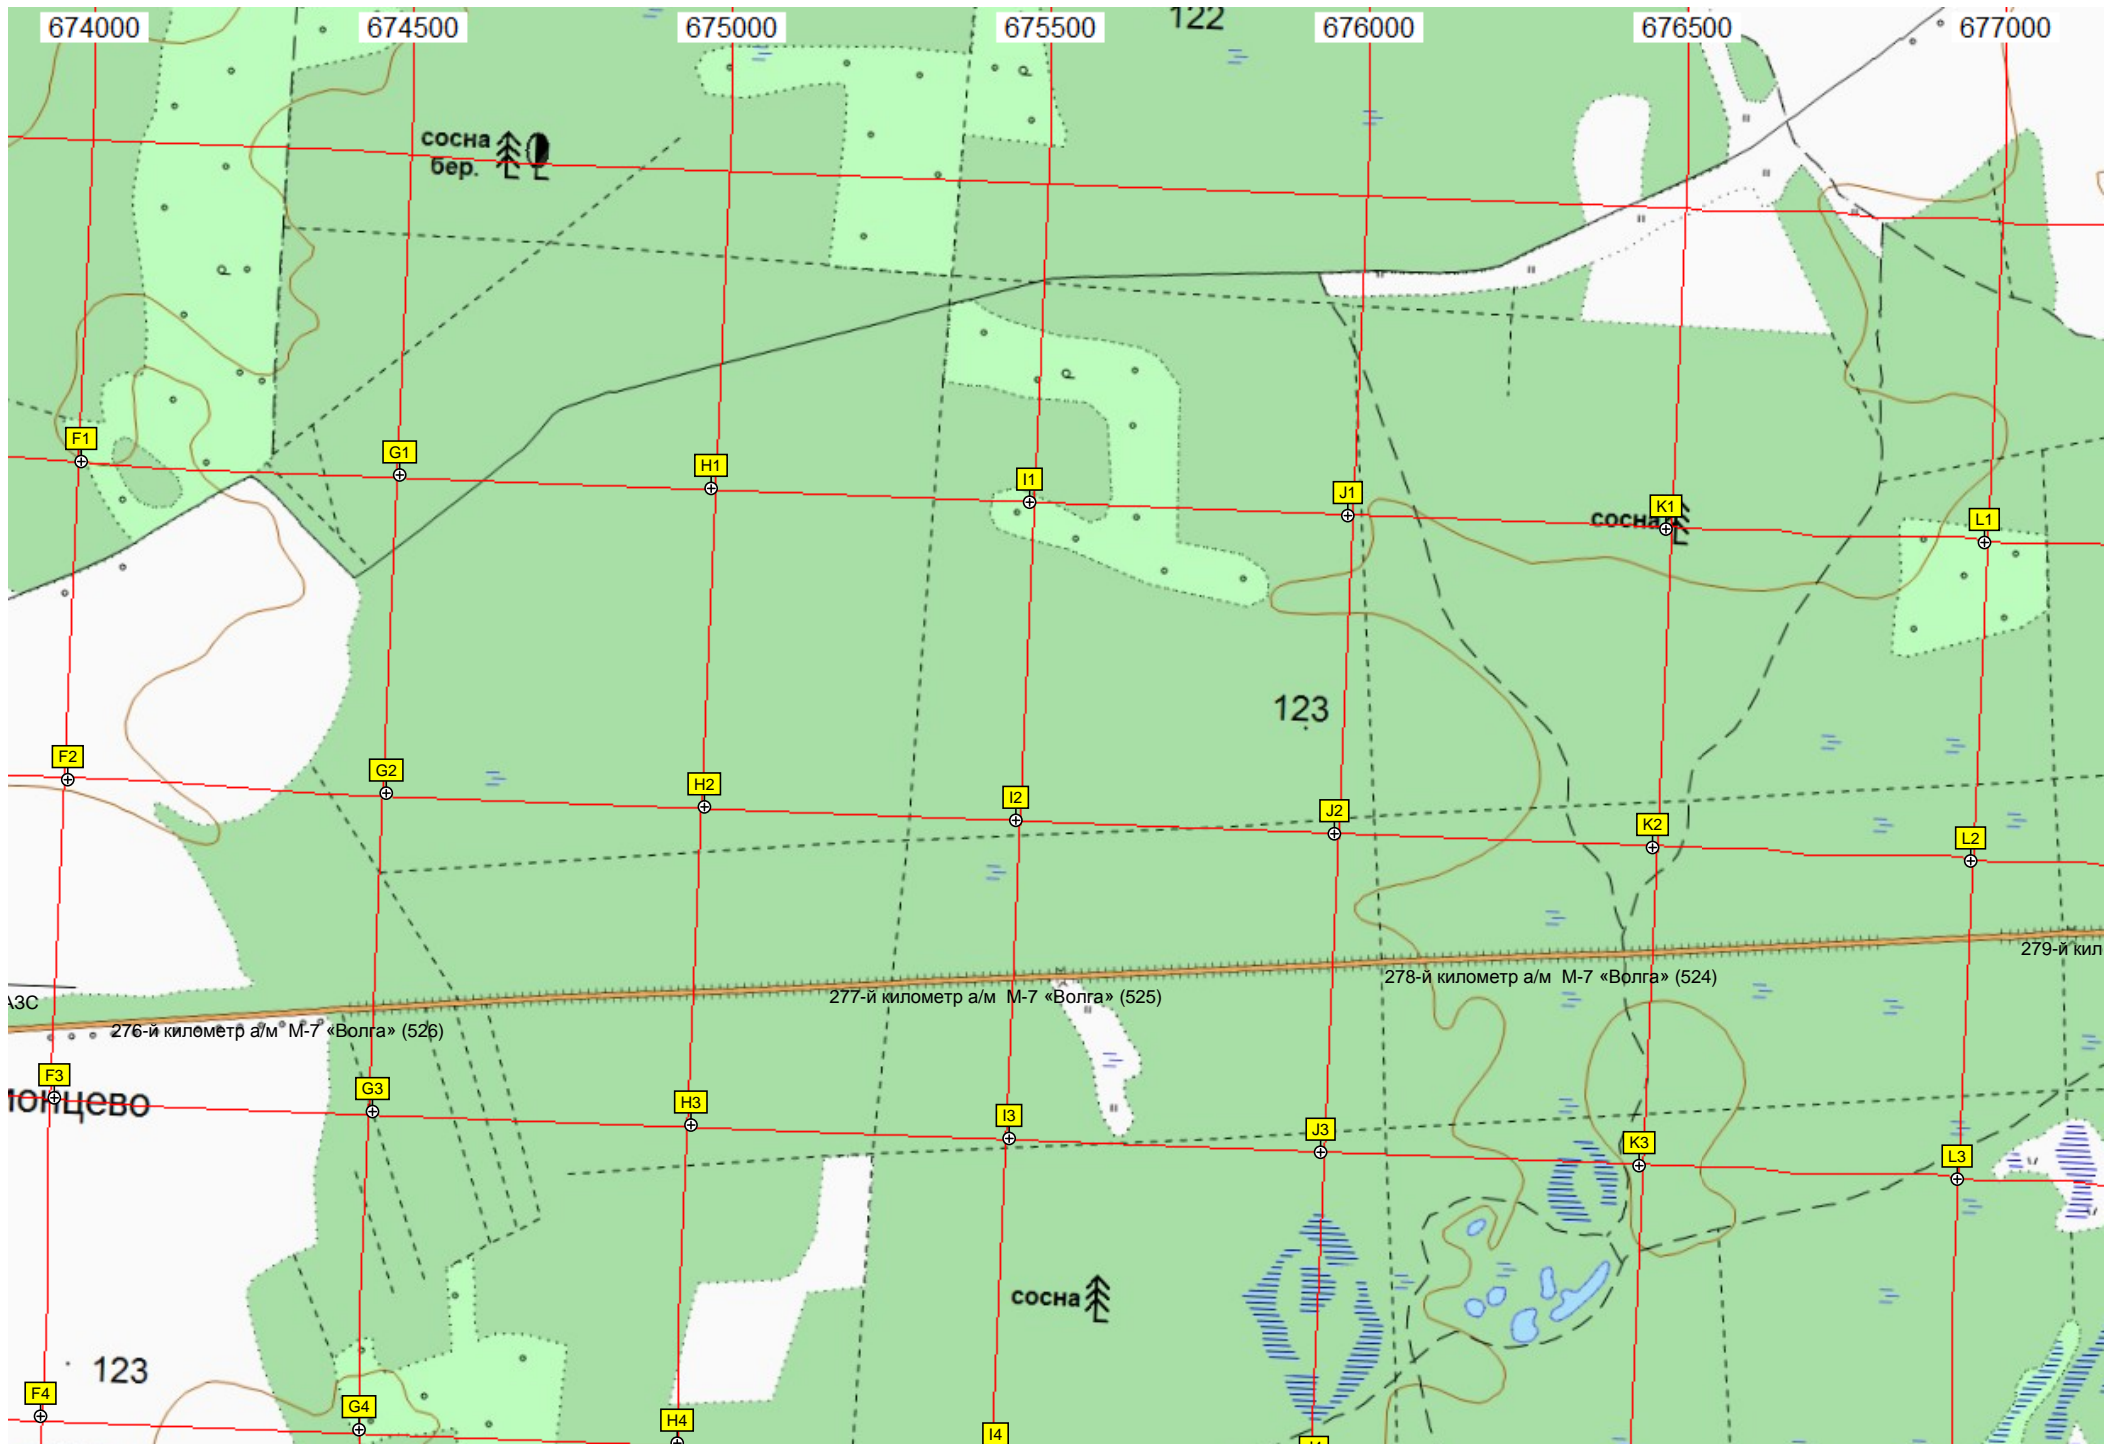 122
674000 674500 675000 675500 676000 676500 677000
сосна
бер.
F1 G1 H1 I1 J1 K1 L1
сосна
123
F2 G2 H2 I2 J2 K2 L2
279-й кил
278-й километр а/м М-7 «Волга» (524)
277-й километр а/м М-7 «Волга» (525)
АЗС
276-й километр а/м М-7 «Волга» (526)
F3 G3 H3 I3 J3 K3 L3
сосна
123
F4 G4 H4 I4